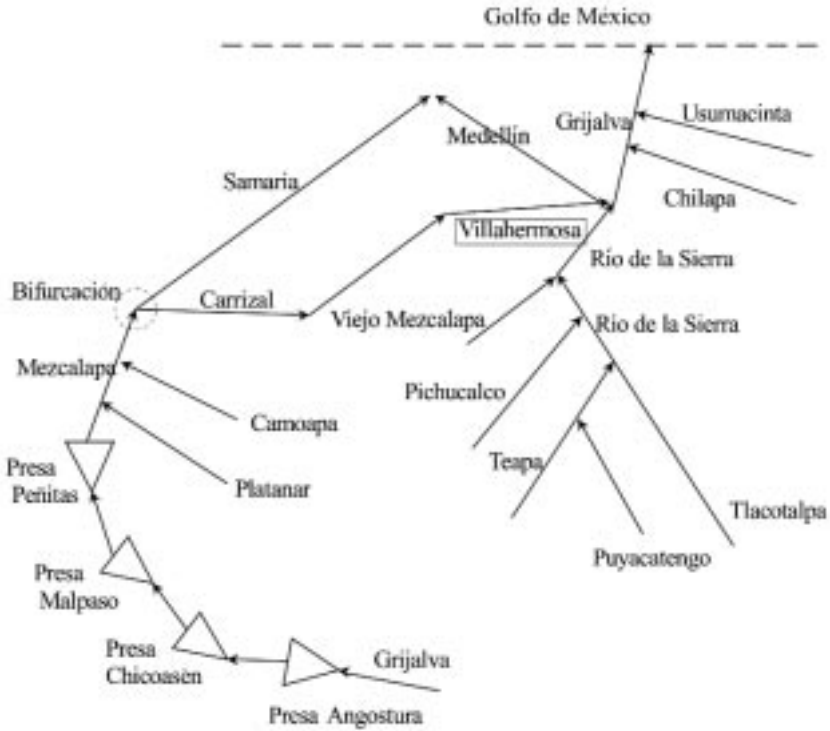 Golfo de México
Usumacinta
Grijalva
Medellín
Samaria
Chilapa
Villahermosa
Río de la Sierra
Bifurcación
Carrizal
Viejo Mezcalapa
Río de la Sierra
Mezcalapa
Pichucalco
Camoapa
Teapa
Presa
Peñitas
Platanar
Tlacotalpa
Puyacatengo
Presa
Malpaso
Presa
Chicoasén
Grijalva
Presa Angostura